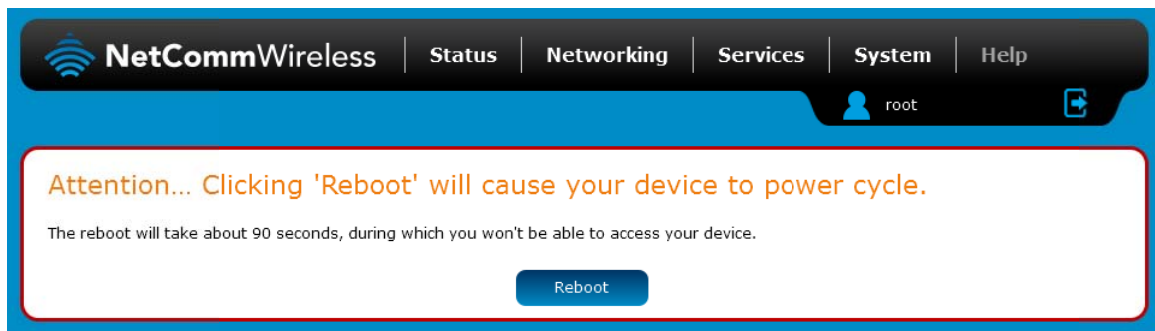 NetCommWireless Status Networking Services System Help
root
Attention... Clicking 'Reboot' will cause your device to power cycle.
The reboot will take about 90 seconds, during which you won't be able to access your device.
Reboot